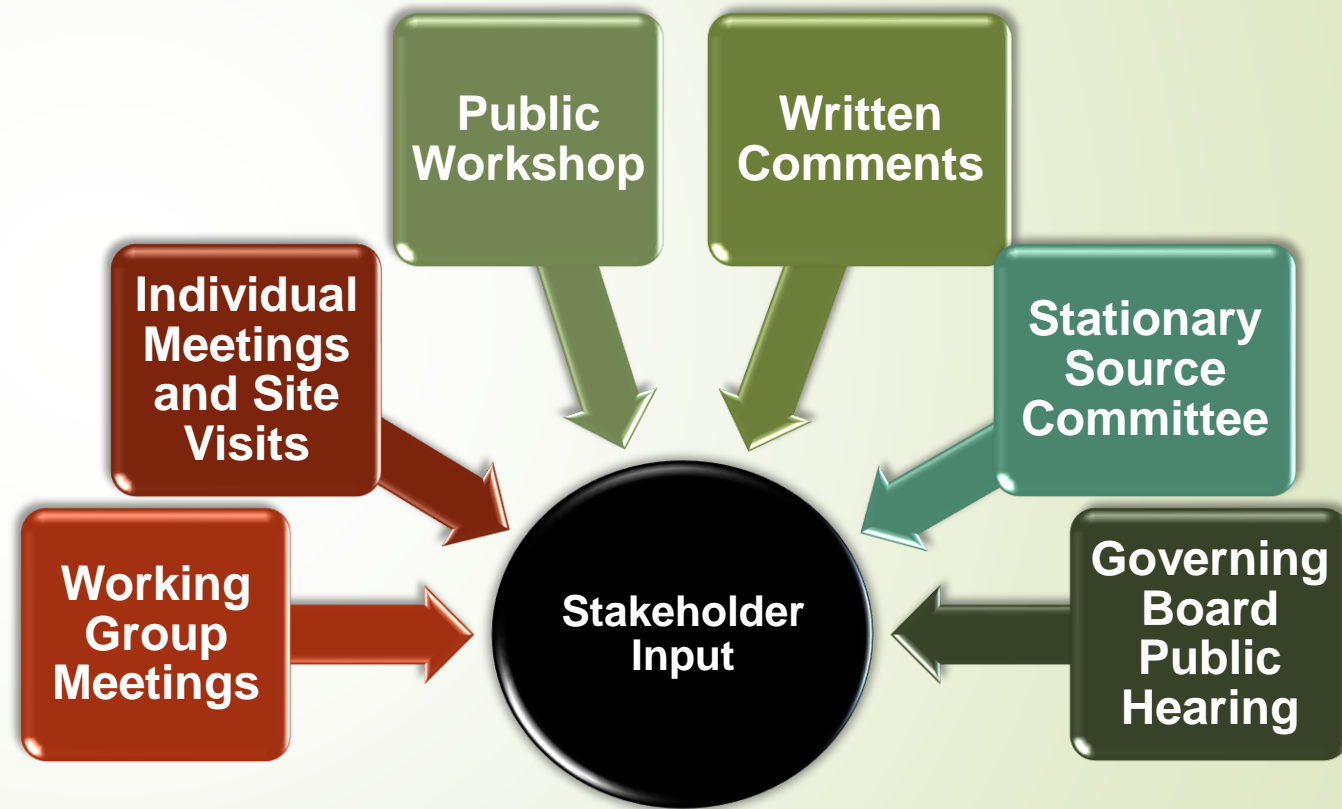 Working
Group
Meetings
Individual
Meetings
and Site
Visits
Public
Workshop
Written
Comments
Stationary
Source
Committee
Governing
Board
Public
Hearing
Stakeholder
Input